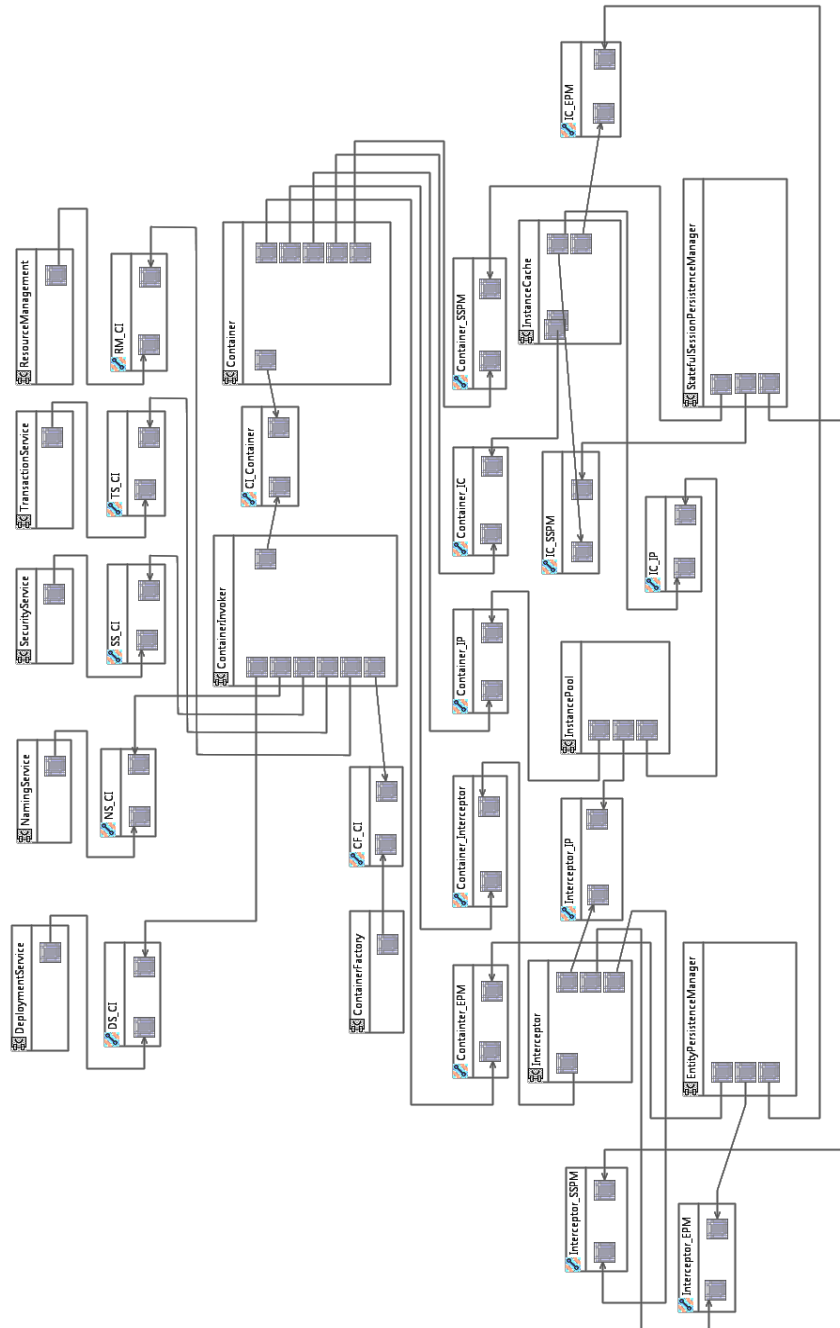 DeploymentService
NamingService
SecurityService
TransactionService
ResourceManagement
DS_CI
NS_CI
SS_CI
TS_CI
RM_CI
ContainerInvoker
Container
CI_Container
ContainerFactory
CF_CI
Containter_EPM
Container_Interceptor
Container_IP
Container_IC
Container_SSPM
Interceptor
Interceptor_IP
InstancePool
IC_SSPM
InstanceCache
IC_EPM
Interceptor_SSPM
IC_IP
Interceptor_EPM
EntityPersistenceManager
StatefulSessionPersistenceManager